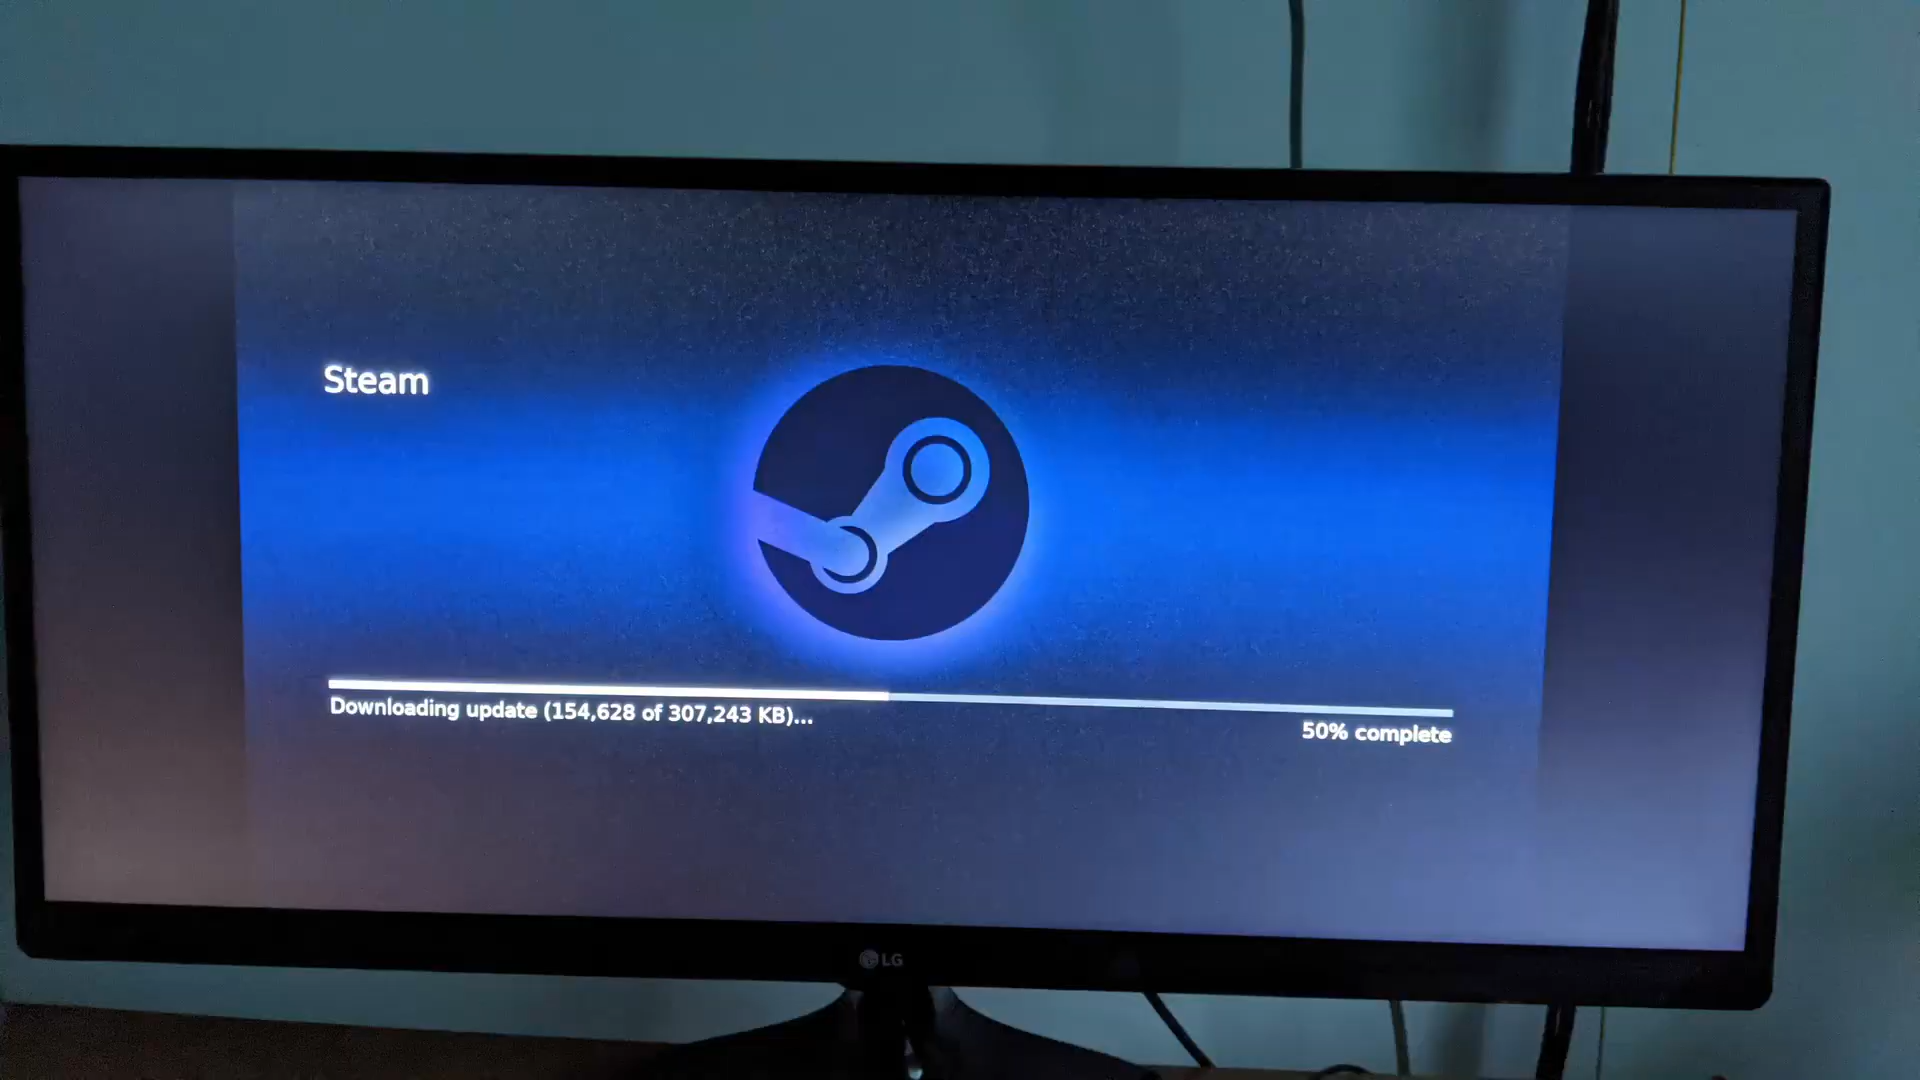 Steam
Downloading update (154,628 of 307,243 KB)...
50% complete
LG